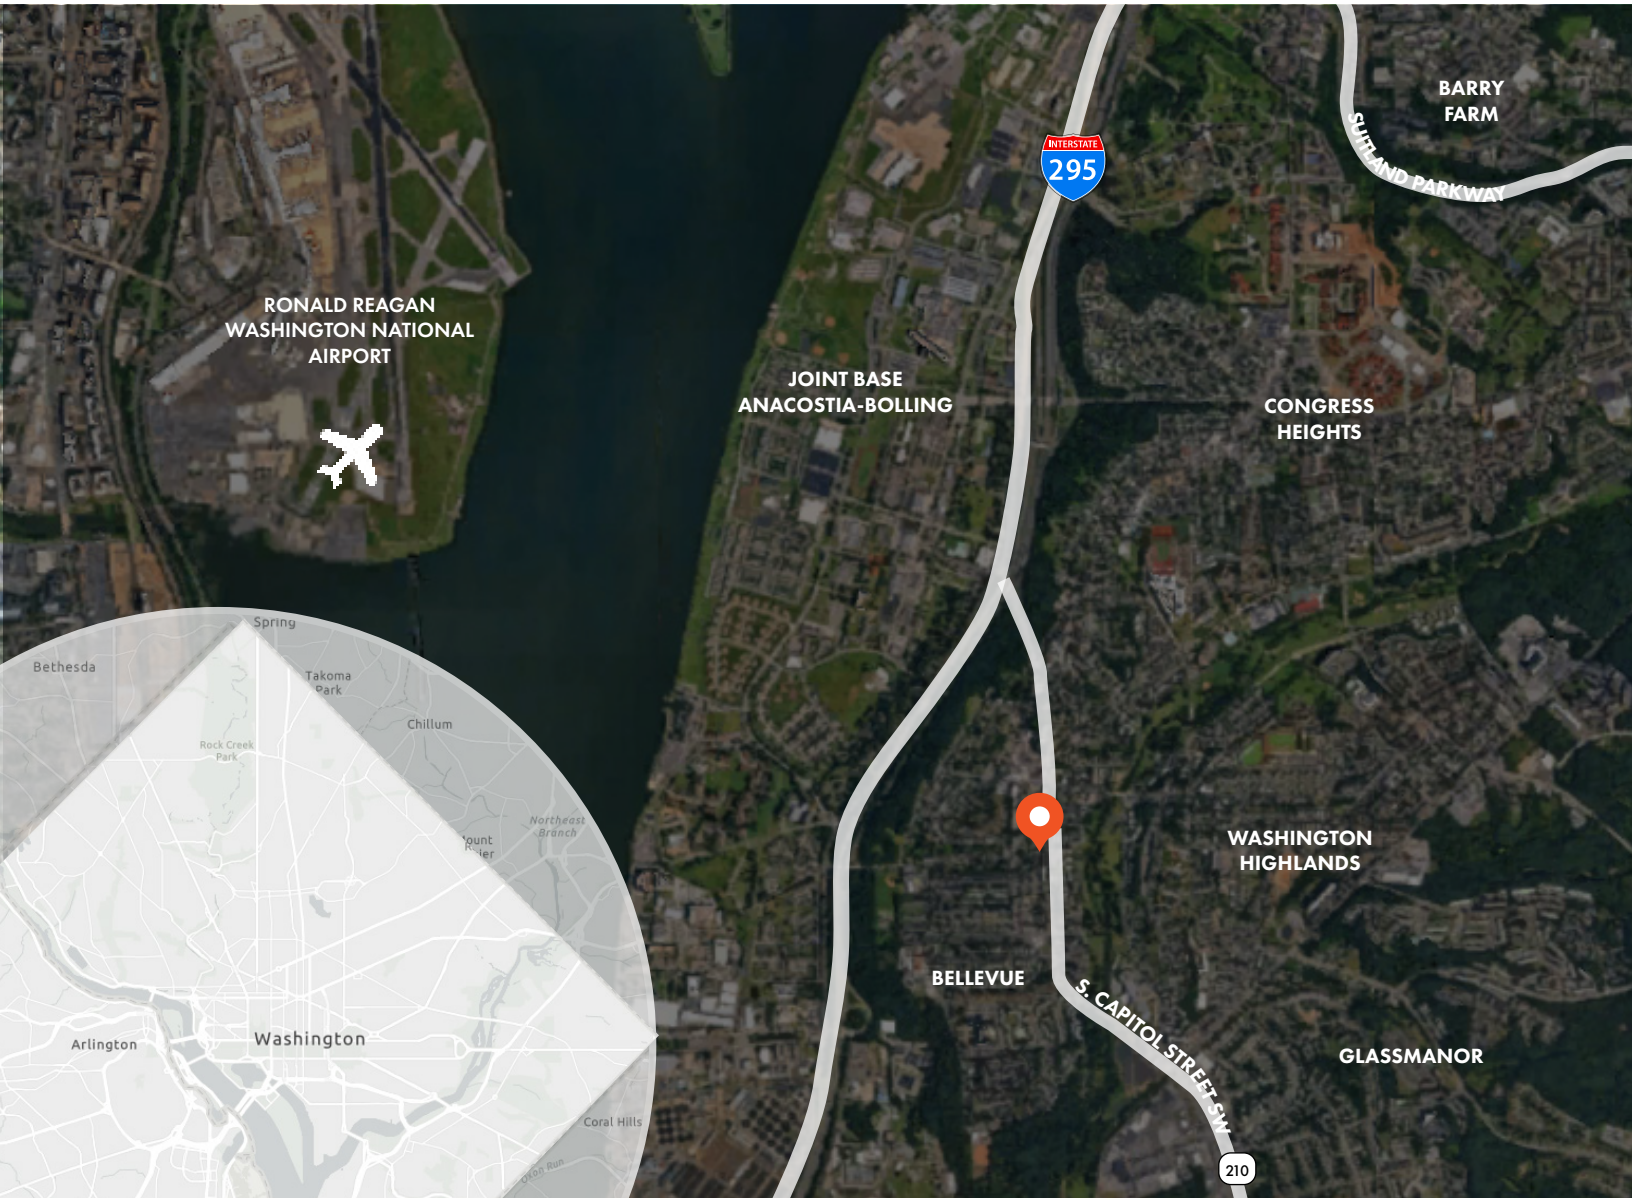 BARRY
FARM
SUITLAND PARKWAY
INTERSTATE
295
RONALD REAGAN
WASHINGTON NATIONAL
AIRPORT
JOINT BASE
ANACOSTIA-BOLLING
CONGRESS
HEIGHTS
Spring
Bethesda
Takoma
Park
Chillum
Rock Creek
Park
Northeast
Branch
WASHINGTON
HIGHLANDS
BELLEVUE
S. CAPITOL STREET SW
Washington
Arlington
GLASSMANOR
Coral Hills
210